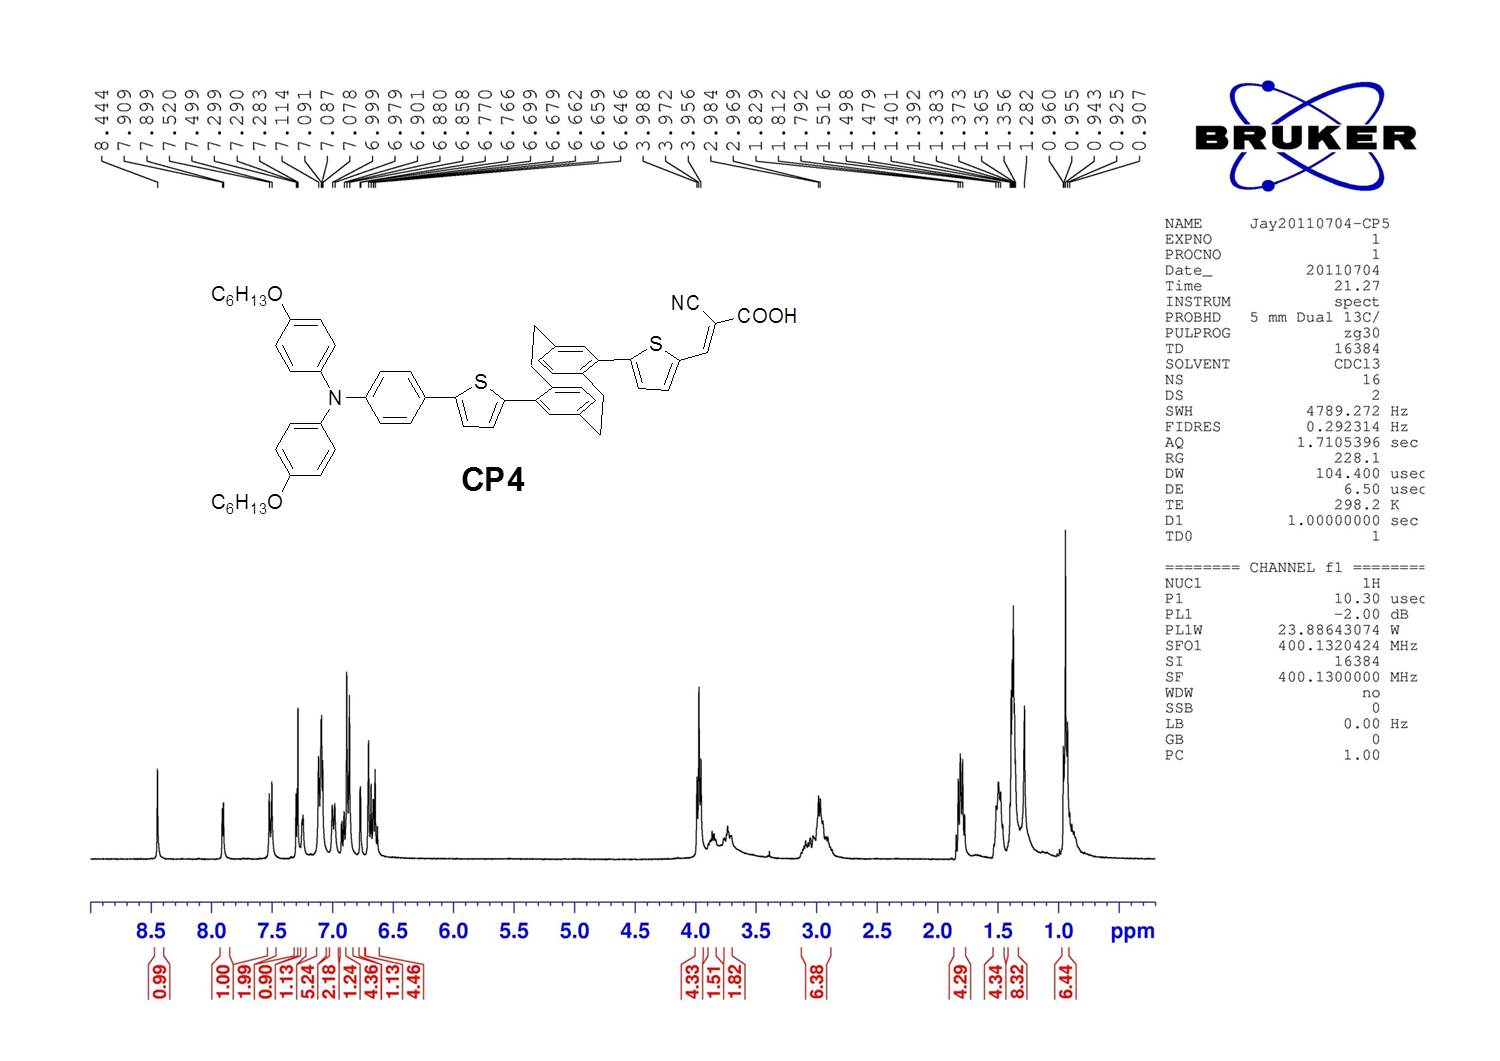 8.444
7.909
7.899
7.520
7.499
7.299
7.290
7.283
7.114
7.091
7.087
7.078
6.999
6.979
6.901
6.880
6.858
6.770
6.766
6.699
6.679
6.662
6.659
6.646
3.988
3.972
3.956
2.984
2.969
1.829
1.812
1.792
1.516
1.498
1.479
1.401
1.392
1.383
1.373
1.365
1.356
1.282
0.960
0.955
0.943
0.925
0.907
BRUKER
NAME Jay20110704-CP5
EXPNO 1
PROCNO 1
Date_ 20110704
Time 21.27
INSTRUM spect
PROBHD 5 mm Dual 13C/
PULPROG zg30
TD 16384
SOLVENT CDCl3
NS 16
DS 2
SWH 4789.272 Hz
FIDRES 0.292314 Hz
AQ 1.7105396 sec
RG 228.1
DW 104.400 usec
DE 6.50 usec
TE 298.2 K
D1 1.00000000 sec
TD0 1
======== CHANNEL f1 ========
NUC1 1H
P1 10.30 usec
PL1 -2.00 dB
PL1W 23.88643074 W
SFO1 400.1320424 MHz
SI 16384
SF 400.1300000 MHz
WDW no
SSB 0
LB 0.00 Hz
GB 0
PC 1.00
C6H13O
NC
COOH
S
S
N
C6H13O
CP4
8.5 8.0 7.5 7.0 6.5 6.0 5.5 5.0 4.5 4.0 3.5 3.0 2.5 2.0 1.5 1.0 ppm
0.99
1.00
1.99
0.90
1.13
5.24
2.18
1.24
4.36
1.13
4.46
4.33
1.51
1.82
6.38
4.29
4.34
8.32
6.44